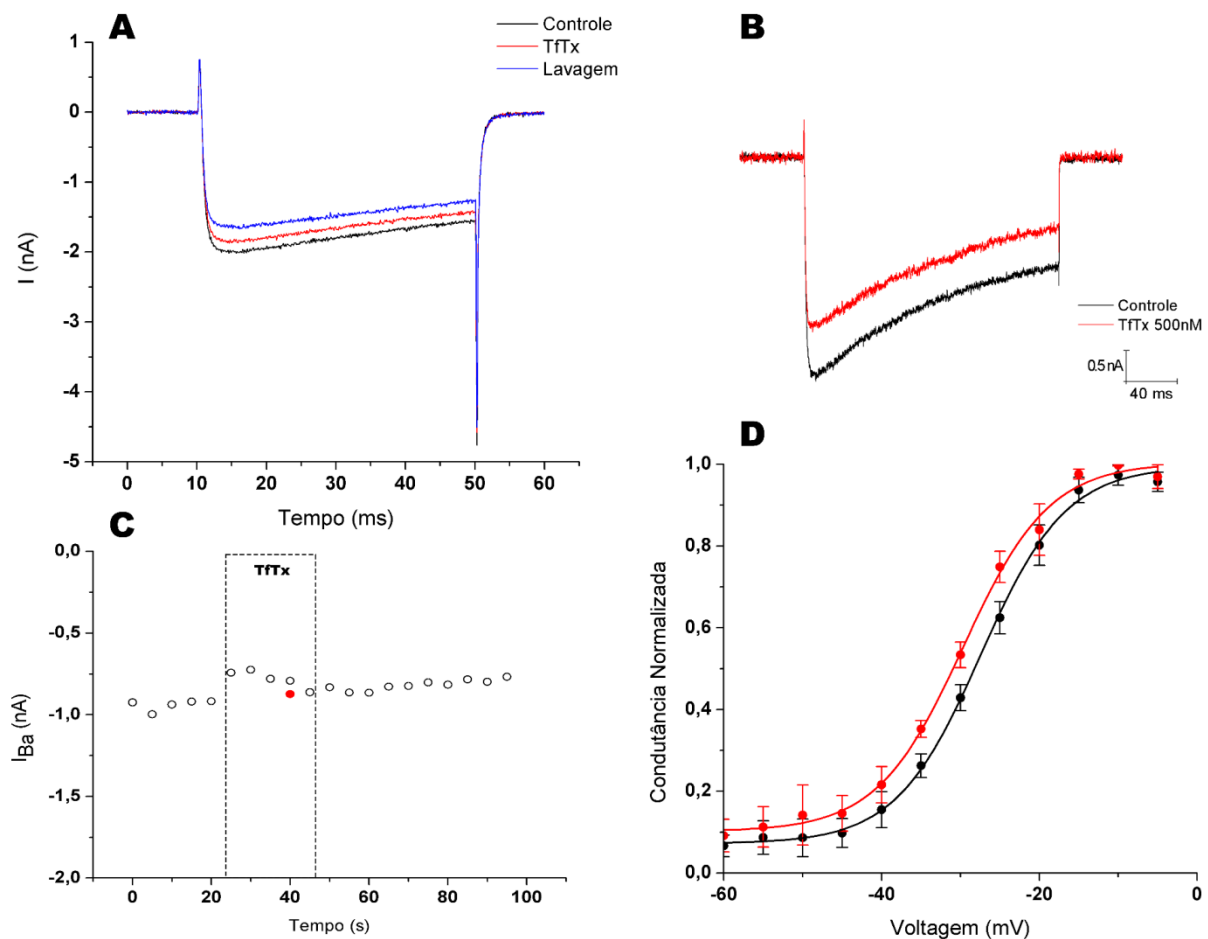 A
Controle
TfTx
Lavagem
1
0
-1
-2
-3
-4
-5
I (nA)
0 10 20 30 40 50 60
Tempo (ms)
B
Controle
TfTx 500nM
0.5nA
40 ms
C
TfTx
0,0
-0,5
-1,0
-1,5
-2,0
I_Ba (nA)
0 20 40 60 80 100
Tempo (s)
D
1,0
0,8
0,6
0,4
0,2
0,0
Condutância Normalizada
-60 -40 -20 0
Voltagem (mV)